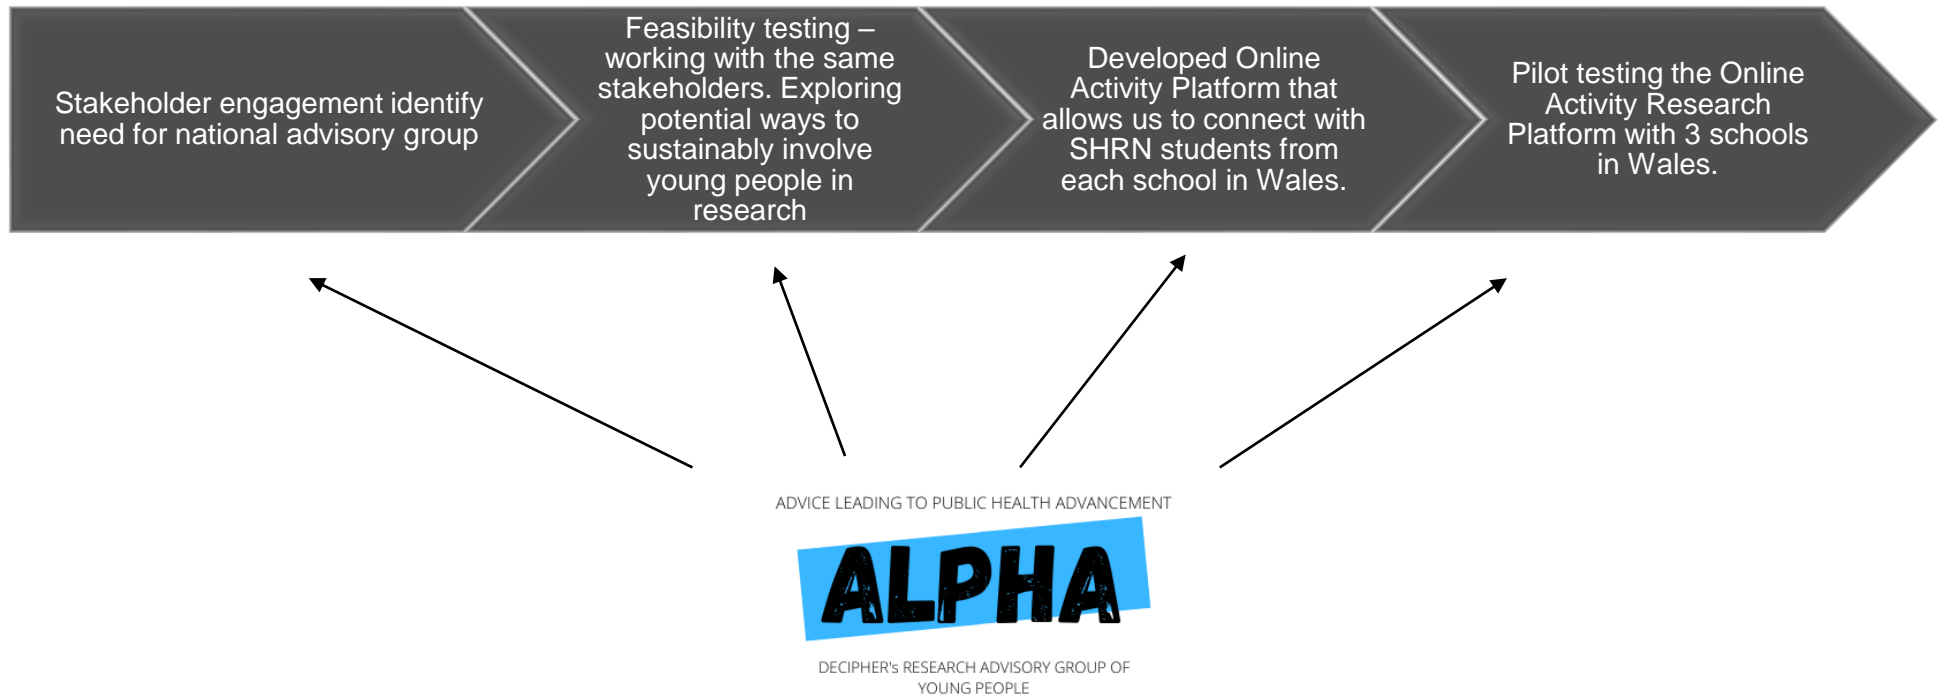 Stakeholder engagement identify
need for national advisory group
Feasibility testing –
working with the same
stakeholders. Exploring
potential ways to
sustainably involve
young people in
research
Developed Online
Activity Platform that
allows us to connect with
SHRN students from
each school in Wales.
Pilot testing the Online
Activity Research
Platform with 3 schools
in Wales.
ADVICE LEADING TO PUBLIC HEALTH ADVANCEMENT
ALPHA
DECIPHER's RESEARCH ADVISORY GROUP OF
YOUNG PEOPLE